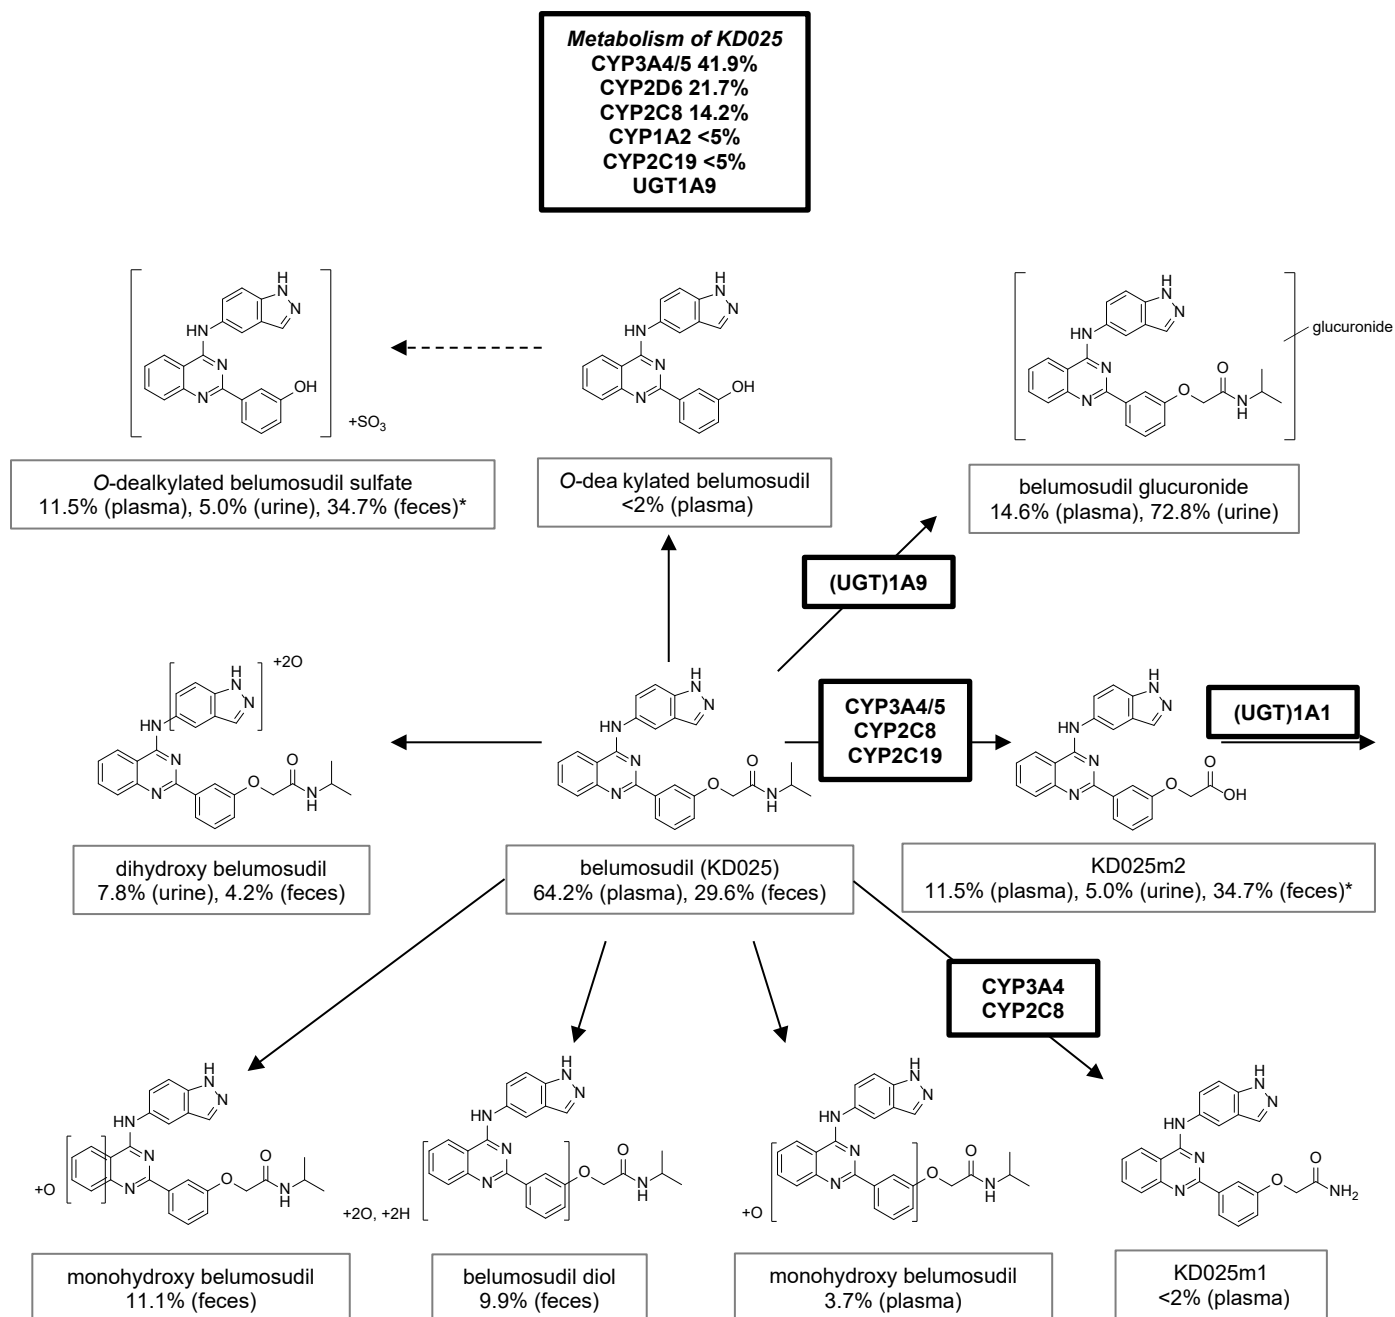 Metabolism of KD025
CYP3A4/5 41.9%
CYP2D6 21.7%
CYP2C8 14.2%
CYP1A2 <5%
CYP2C19 <5%
UGT1A9
H
N
N
HN
N
N
OH
+SO3
O-dealkylated belumosudil sulfate
11.5% (plasma), 5.0% (urine), 34.7% (feces)*
H
N
N
HN
N
N
OH
O-dea kylated belumosudil
<2% (plasma)
H
N
N
HN
N
N
O
O
N
H
glucuronide
belumosudil glucuronide
14.6% (plasma), 72.8% (urine)
(UGT)1A9
H
N
N
+2O
HN
N
N
O
O
N
H
dihydroxy belumosudil
7.8% (urine), 4.2% (feces)
H
N
N
HN
N
N
O
O
N
H
belumosudil (KD025)
64.2% (plasma), 29.6% (feces)
CYP3A4/5
CYP2C8
CYP2C19
H
N
N
HN
N
N
O
O
OH
KD025m2
11.5% (plasma), 5.0% (urine), 34.7% (feces)*
(UGT)1A1
CYP3A4
CYP2C8
H
N
N
HN
N
N
O
O
N
H
+O
monohydroxy belumosudil
11.1% (feces)
H
N
N
HN
N
N
O
O
N
H
+2O, +2H
belumosudil diol
9.9% (feces)
H
N
N
HN
N
N
O
O
N
H
+O
monohydroxy belumosudil
3.7% (plasma)
H
N
N
HN
N
N
O
O
NH2
KD025m1
<2% (plasma)